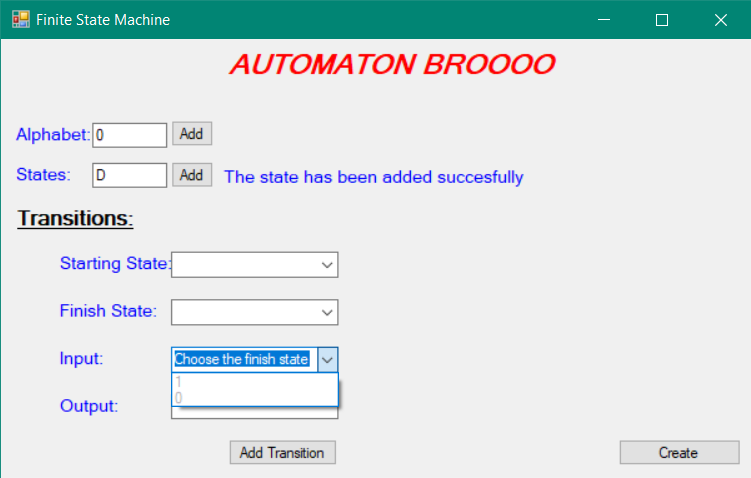 Finite State Machine
AUTOMATON BROOOO
Alphabet: 0 Add
States: D Add The state has been added succesfully
Transitions:
Starting State:
Finish State:
Input: Choose the finish state
1
0
Output:
Add Transition Create